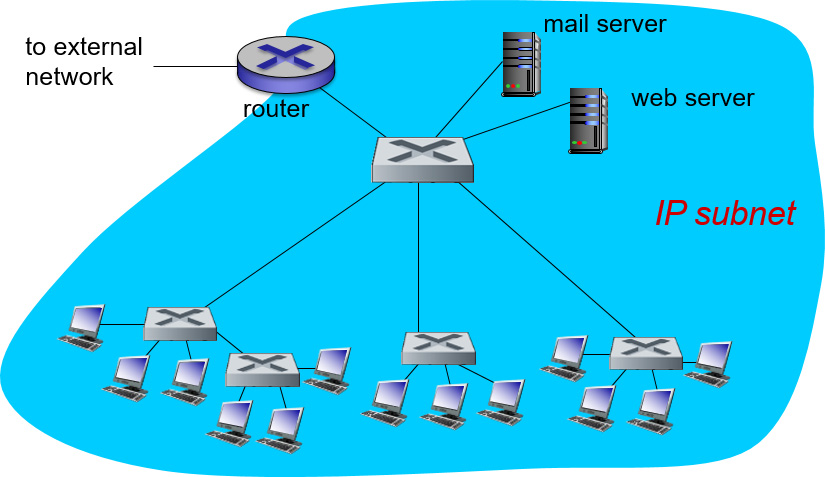 mail server
to external
network
router
web server
IP subnet